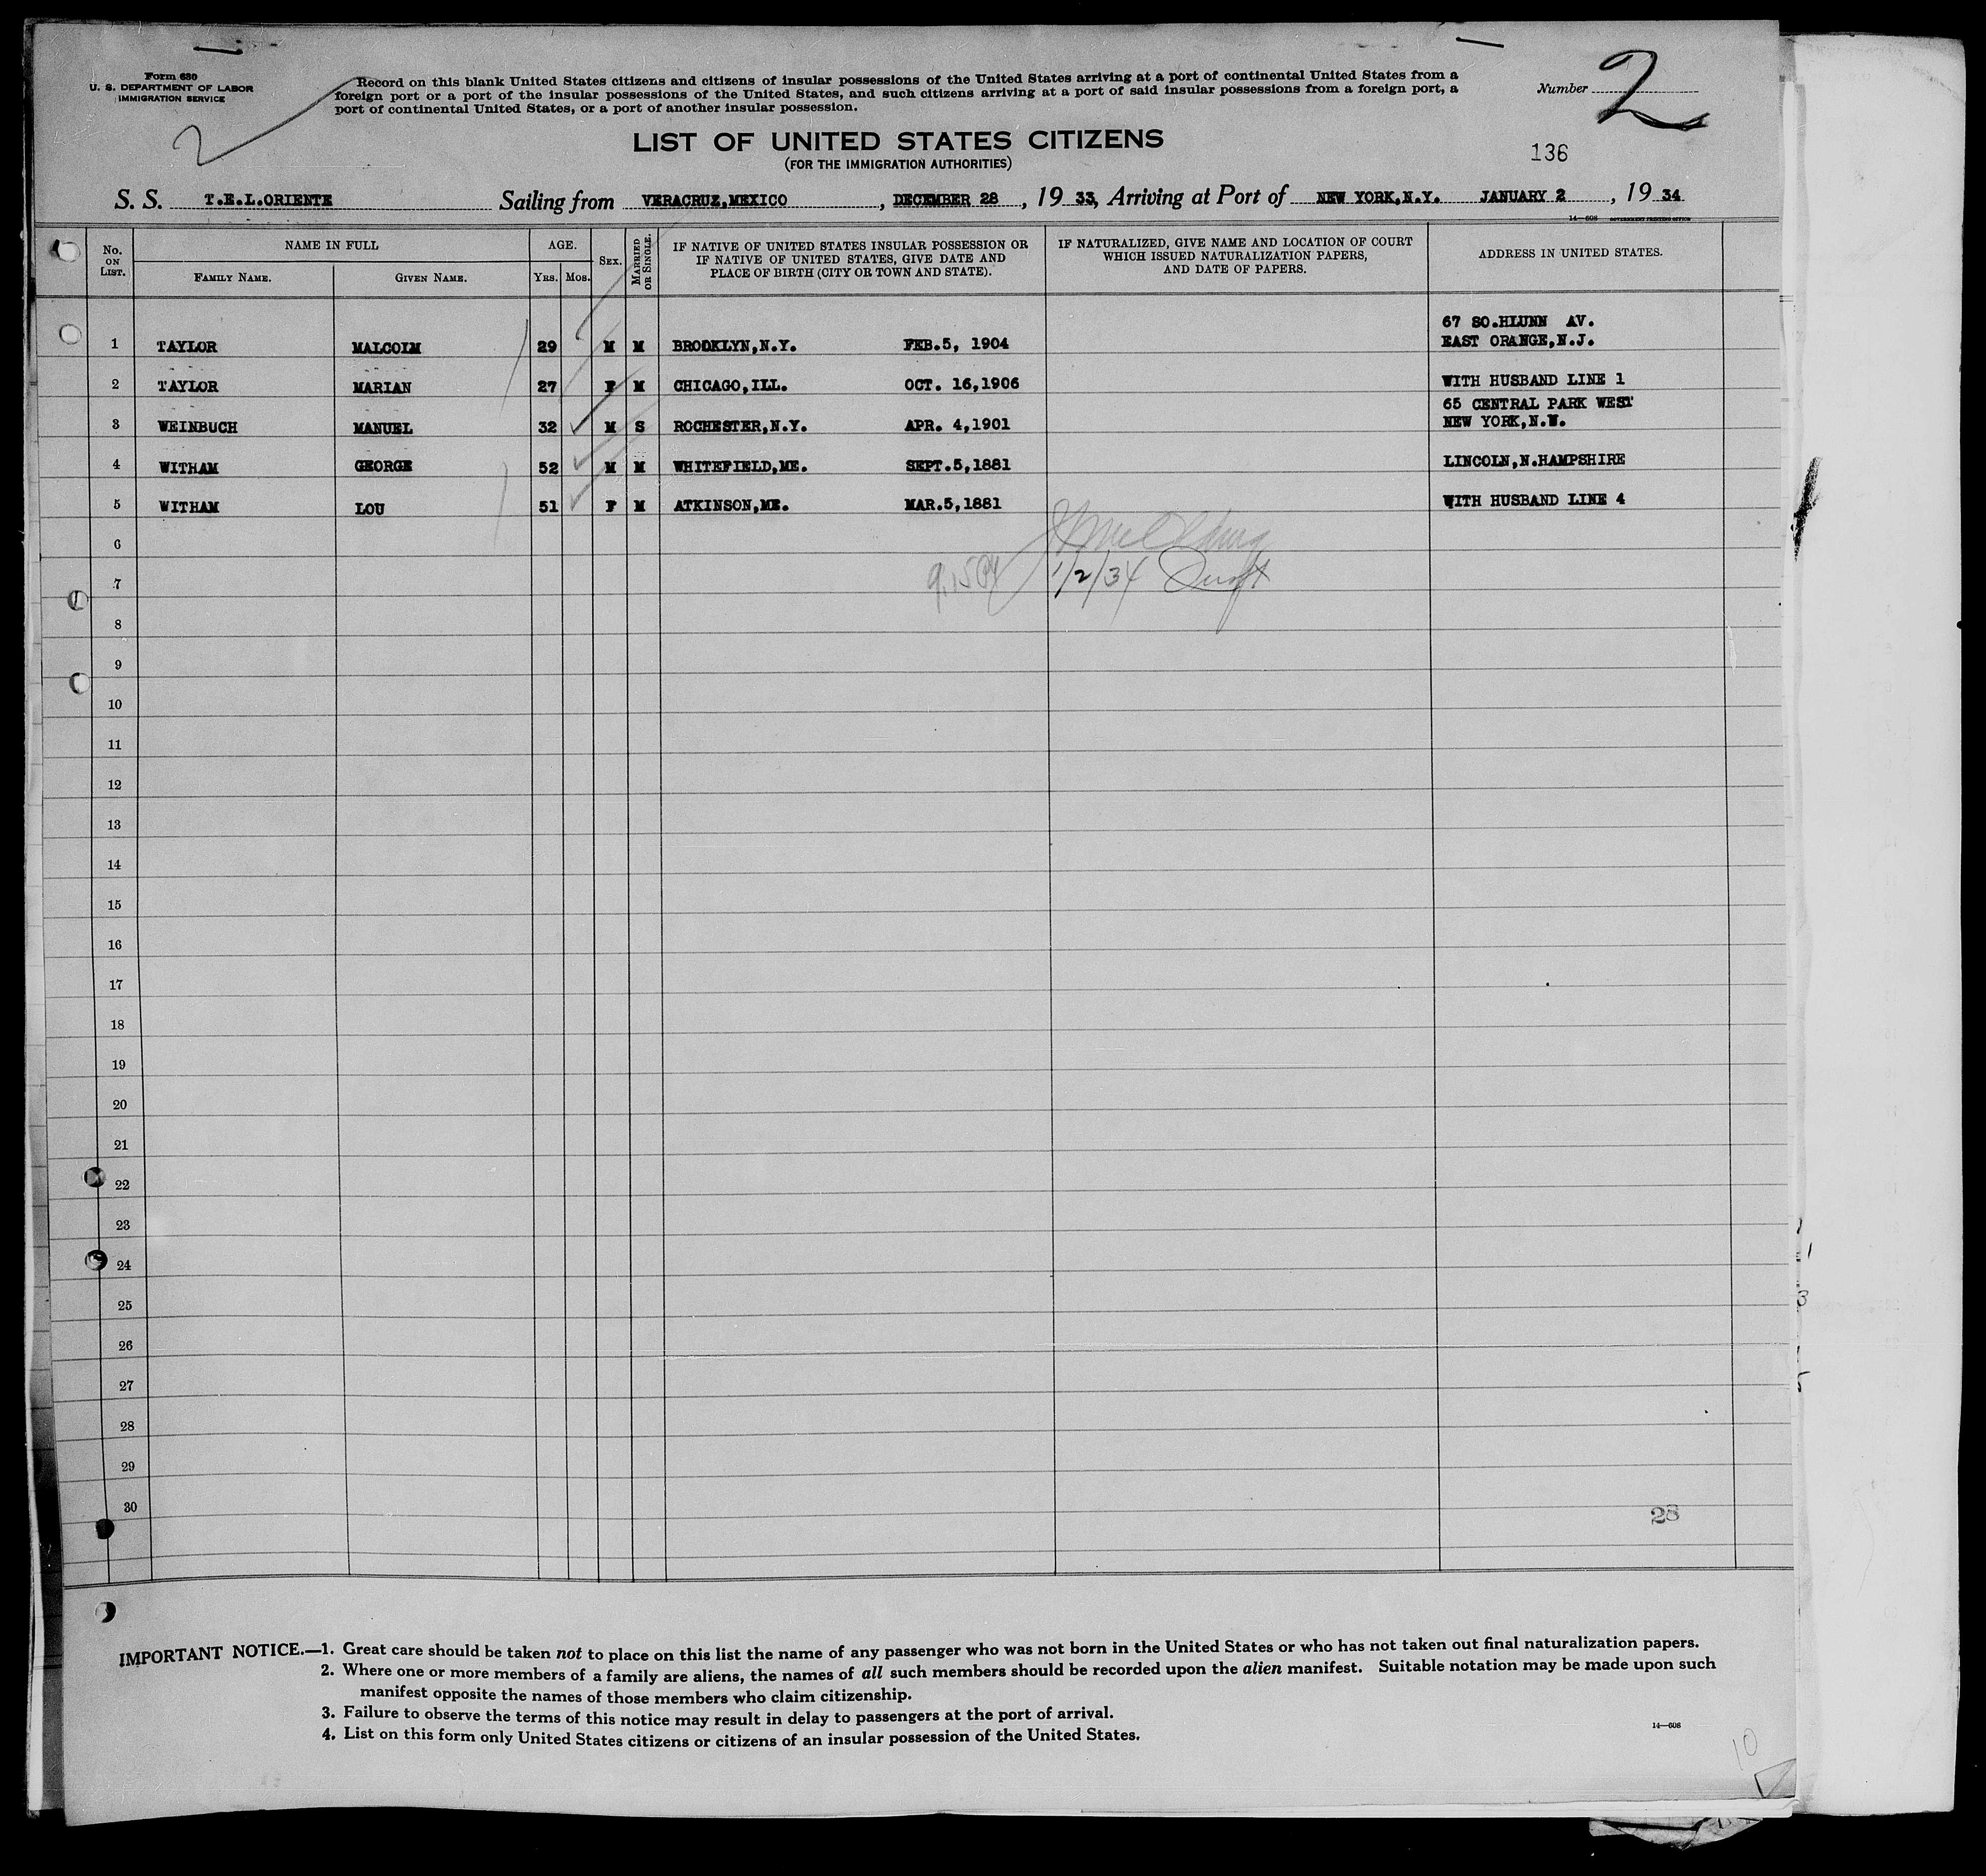 Form 630
U. S. DEPARTMENT OF LABOR
IMMIGRATION SERVICE
Record on this blank United States citizens and citizens of insular possessions of the United States arriving at a port of continental United States from a
foreign port or a port of the insular possessions of the United States, and such citizens arriving at a port of said insular possessions from a foreign port, a
port of continental United States, or a port of another insular possession.
Number 2
2
LIST OF UNITED STATES CITIZENS
(FOR THE IMMIGRATION AUTHORITIES)
136
S. S. T.E.L.ORIENTE Sailing from VERACRUZ,MEXICO, DECEMBER 28, 19 33, Arriving at Port of NEW YORK,N.Y. JANUARY 2, 19 34
14—608 GOVERNMENT PRINTING OFFICE
No. ON LIST. NAME IN FULL FAMILY NAME. GIVEN NAME. AGE. YRS. MOS. SEX. MARRIED OR SINGLE. IF NATIVE OF UNITED STATES INSULAR POSSESSION OR IF NATIVE OF UNITED STATES, GIVE DATE AND PLACE OF BIRTH (CITY OR TOWN AND STATE). IF NATURALIZED, GIVE NAME AND LOCATION OF COURT WHICH ISSUED NATURALIZATION PAPERS, AND DATE OF PAPERS. ADDRESS IN UNITED STATES.
67 SO. AV.
1 TAYLOR MALCOLM 29 M M BROOKLYN,N.Y. FEB.5, 1904 EAST ORANGE,N.J.
2 TAYLOR MARIAN 27 F M CHICAGO,ILL. OCT. 16,1906 WITH HUSBAND LINE 1
65 CENTRAL PARK WEST
3 WEINBUCH MANUEL 32 M S ROCHESTER,N.Y. APR. 4,1901 NEW YORK,N.Y.
4 WITHAM GEORGE 52 M M WHITEFIELD,ME. SEPT.5,1881 LINCOLN,N.HAMPSHIRE
5 WITHAM LOU 51 F M ATKINSON,ME. MAR.5,1881 WITH HUSBAND LINE 4
6
7 1/2/34
8
9
10
11
12
13
14
15
16
17
18
19
20
21
22
23
24
25
26
27
28
29
30
28
IMPORTANT NOTICE.—1. Great care should be taken not to place on this list the name of any passenger who was not born in the United States or who has not taken out final naturalization papers.
2. Where one or more members of a family are aliens, the names of all such members should be recorded upon the alien manifest. Suitable notation may be made upon such
manifest opposite the names of those members who claim citizenship.
3. Failure to observe the terms of this notice may result in delay to passengers at the port of arrival.
4. List on this form only United States citizens or citizens of an insular possession of the United States.
14—608
10